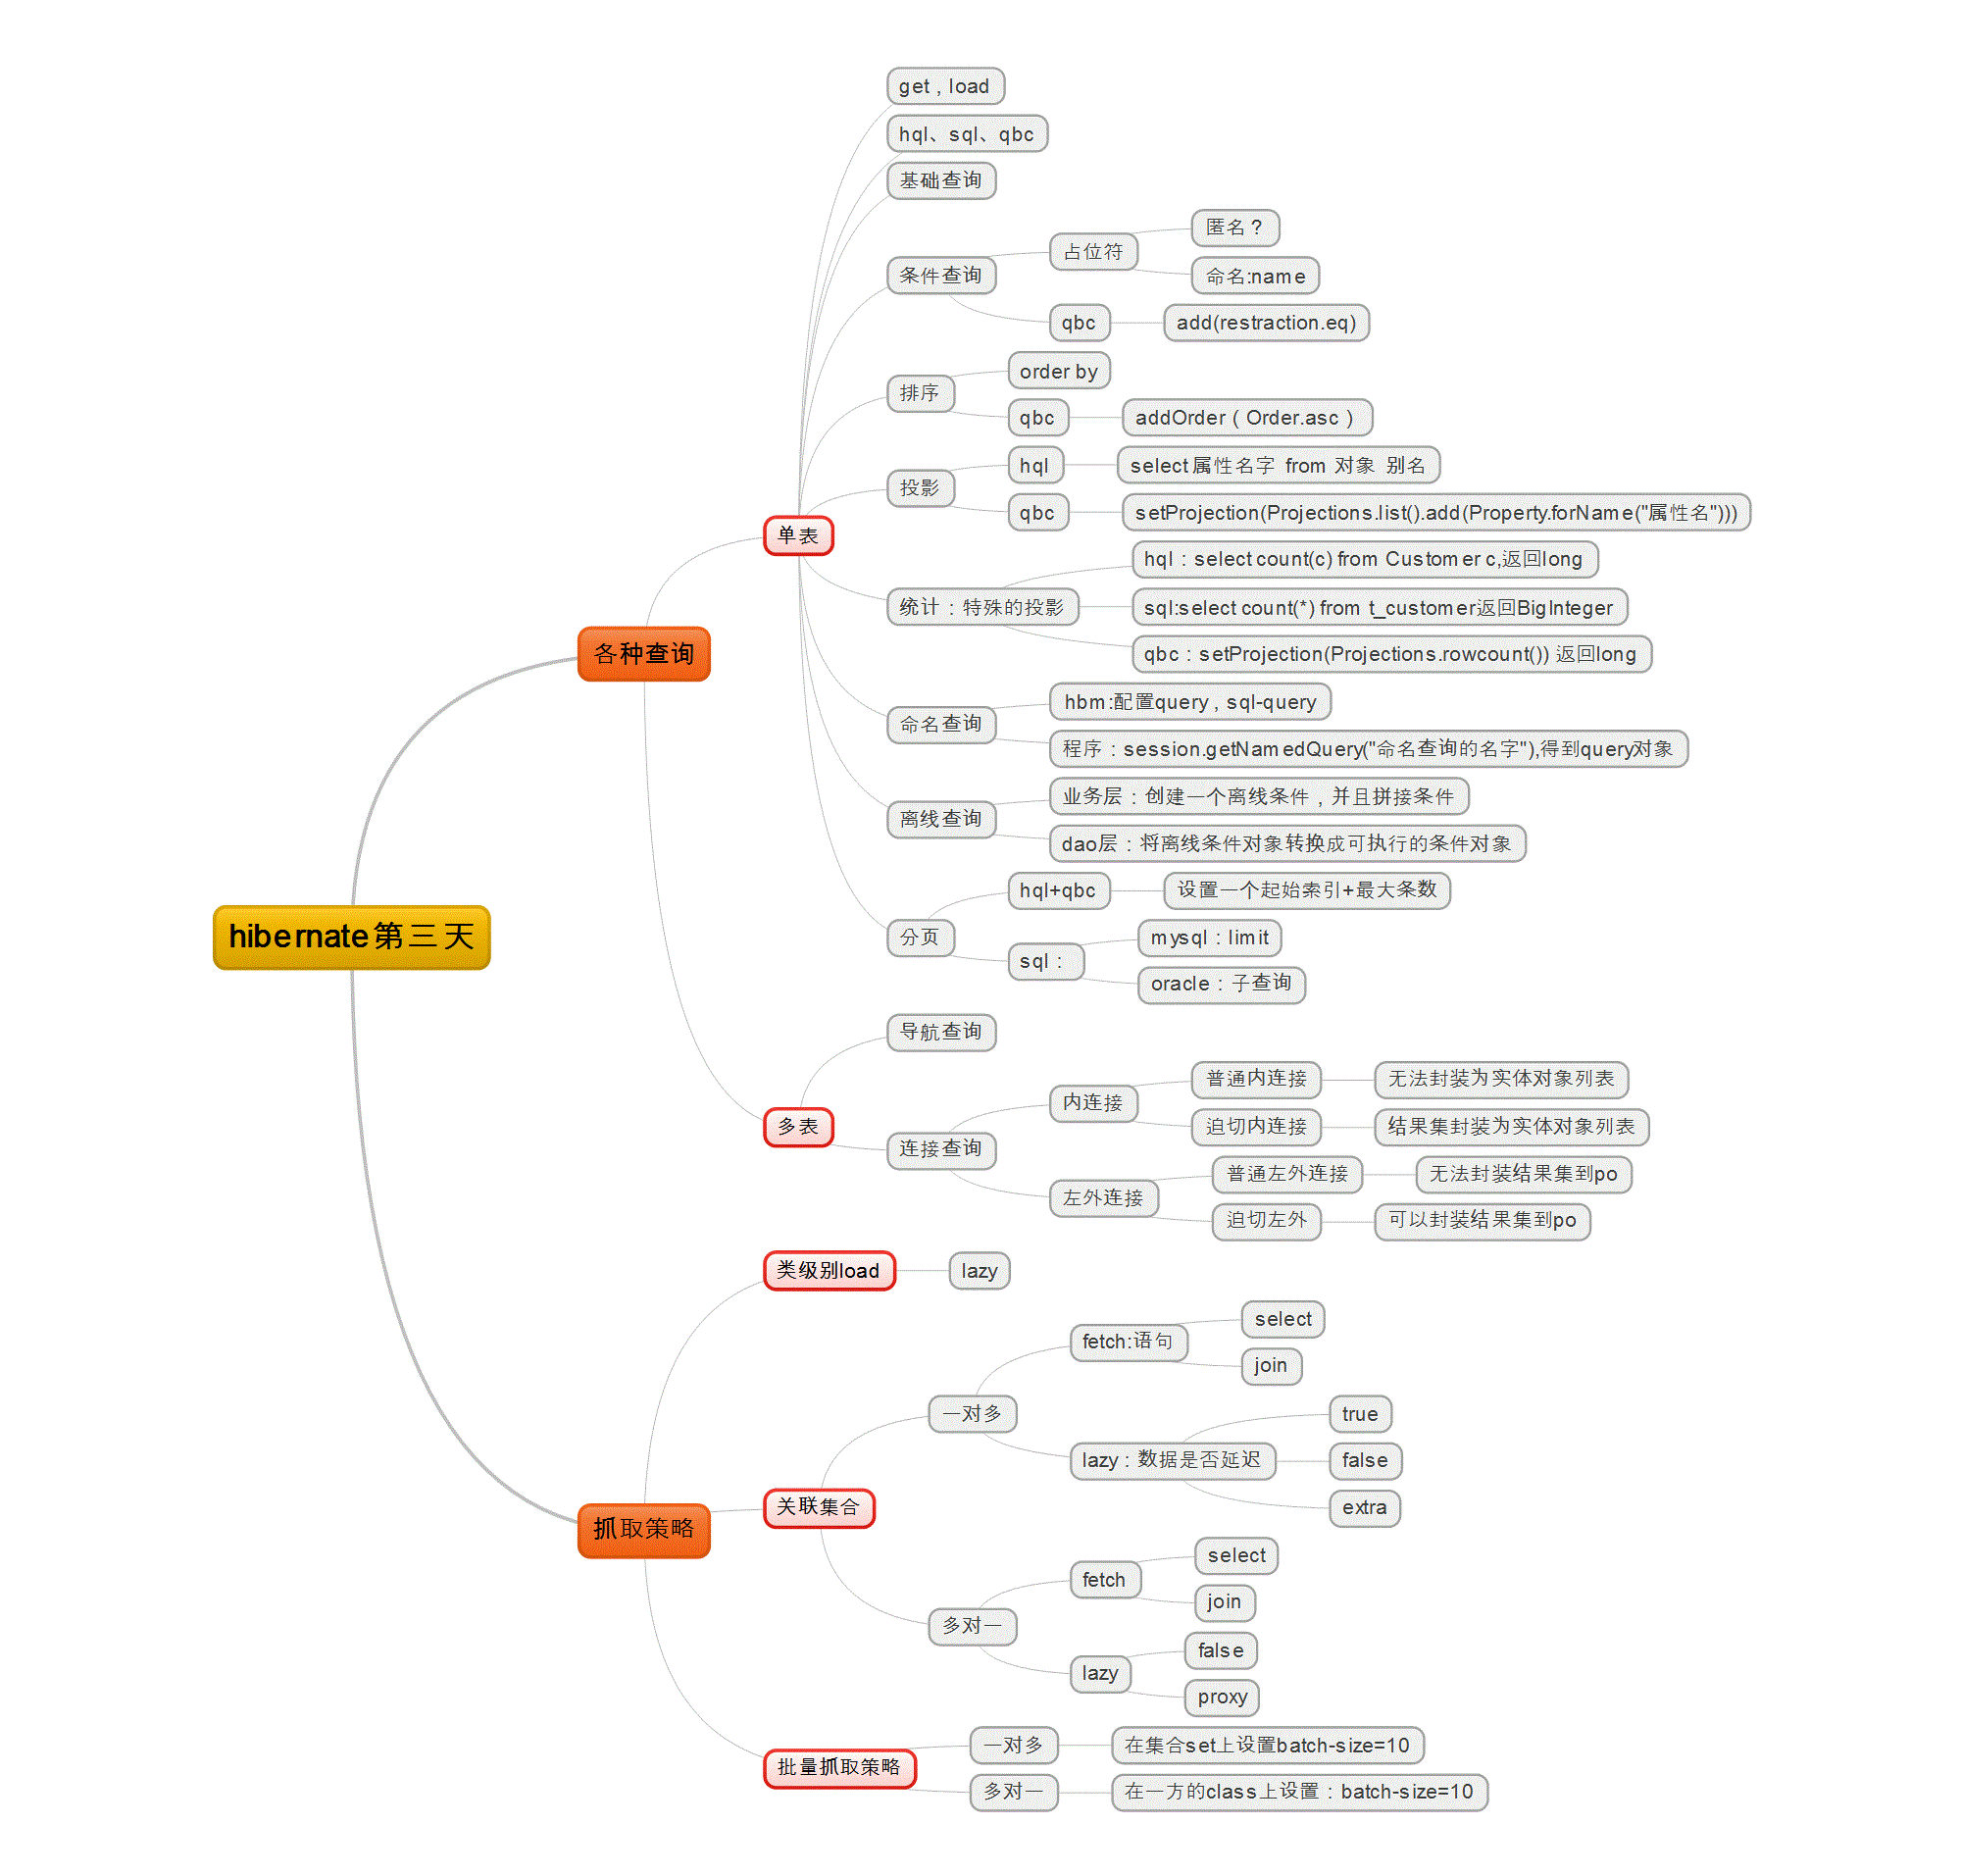 get，load
hql、sql、qbc
基础查询
匿名？
占位符
命名:name
条件查询
qbc
add(restraction.eq)
order by
排序
qbc
addOrder（Order.asc）
hql
select 属性名字 from 对象 别名
投影
qbc
setProjection(Projections.list().add(Property.forName("属性名")))
单表
hql：select count(c) from Customer c,返回long
统计：特殊的投影
sql:select count(*) from t_customer返回BigInteger
qbc：setProjection(Projections.rowcount()) 返回long
各种查询
hbm:配置query，sql-query
命名查询
程序：session.getNamedQuery("命名查询的名字"),得到query对象
业务层：创建一个离线条件，并且拼接条件
离线查询
dao层：将离线条件对象转换成可执行的条件对象
hql+qbc
设置一个起始索引+最大条数
分页
mysql：limit
sql：
oracle：子查询
hibernate第三天
导航查询
普通内连接
无法封装为实体对象列表
内连接
迫切内连接
结果集封装为实体对象列表
多表
连接查询
普通左外连接
无法封装结果集到po
左外连接
迫切左外
可以封装结果集到po
类级别load
lazy
select
fetch:语句
join
一对多
true
lazy：数据是否延迟
false
extra
关联集合
抓取策略
select
fetch
join
多对一
false
lazy
proxy
一对多
在集合set上设置batch-size=10
批量抓取策略
多对一
在一方的class上设置：batch-size=10